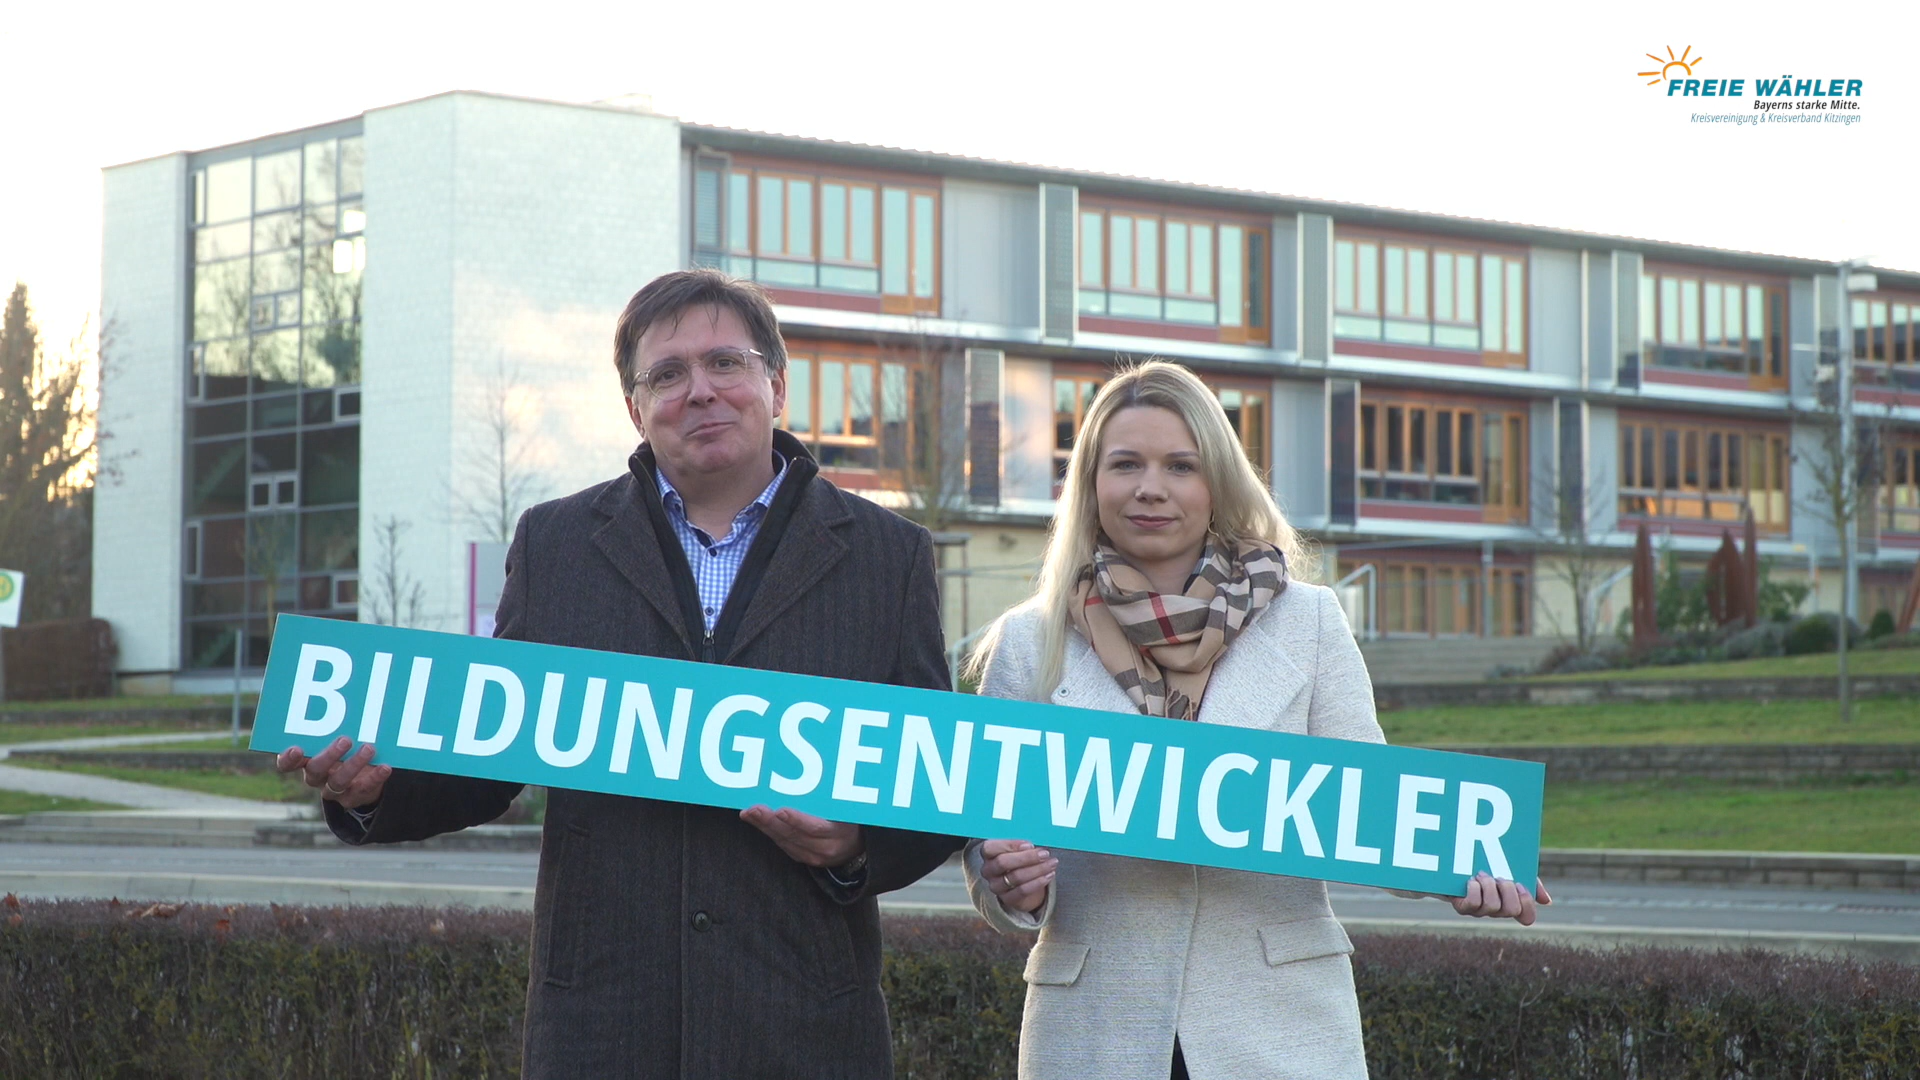 FREIE WÄHLER
Bayerns starke Mitte.
Kreisvereinigung & Kreisverband Kitzingen
BILDUNGSENTWICKLER